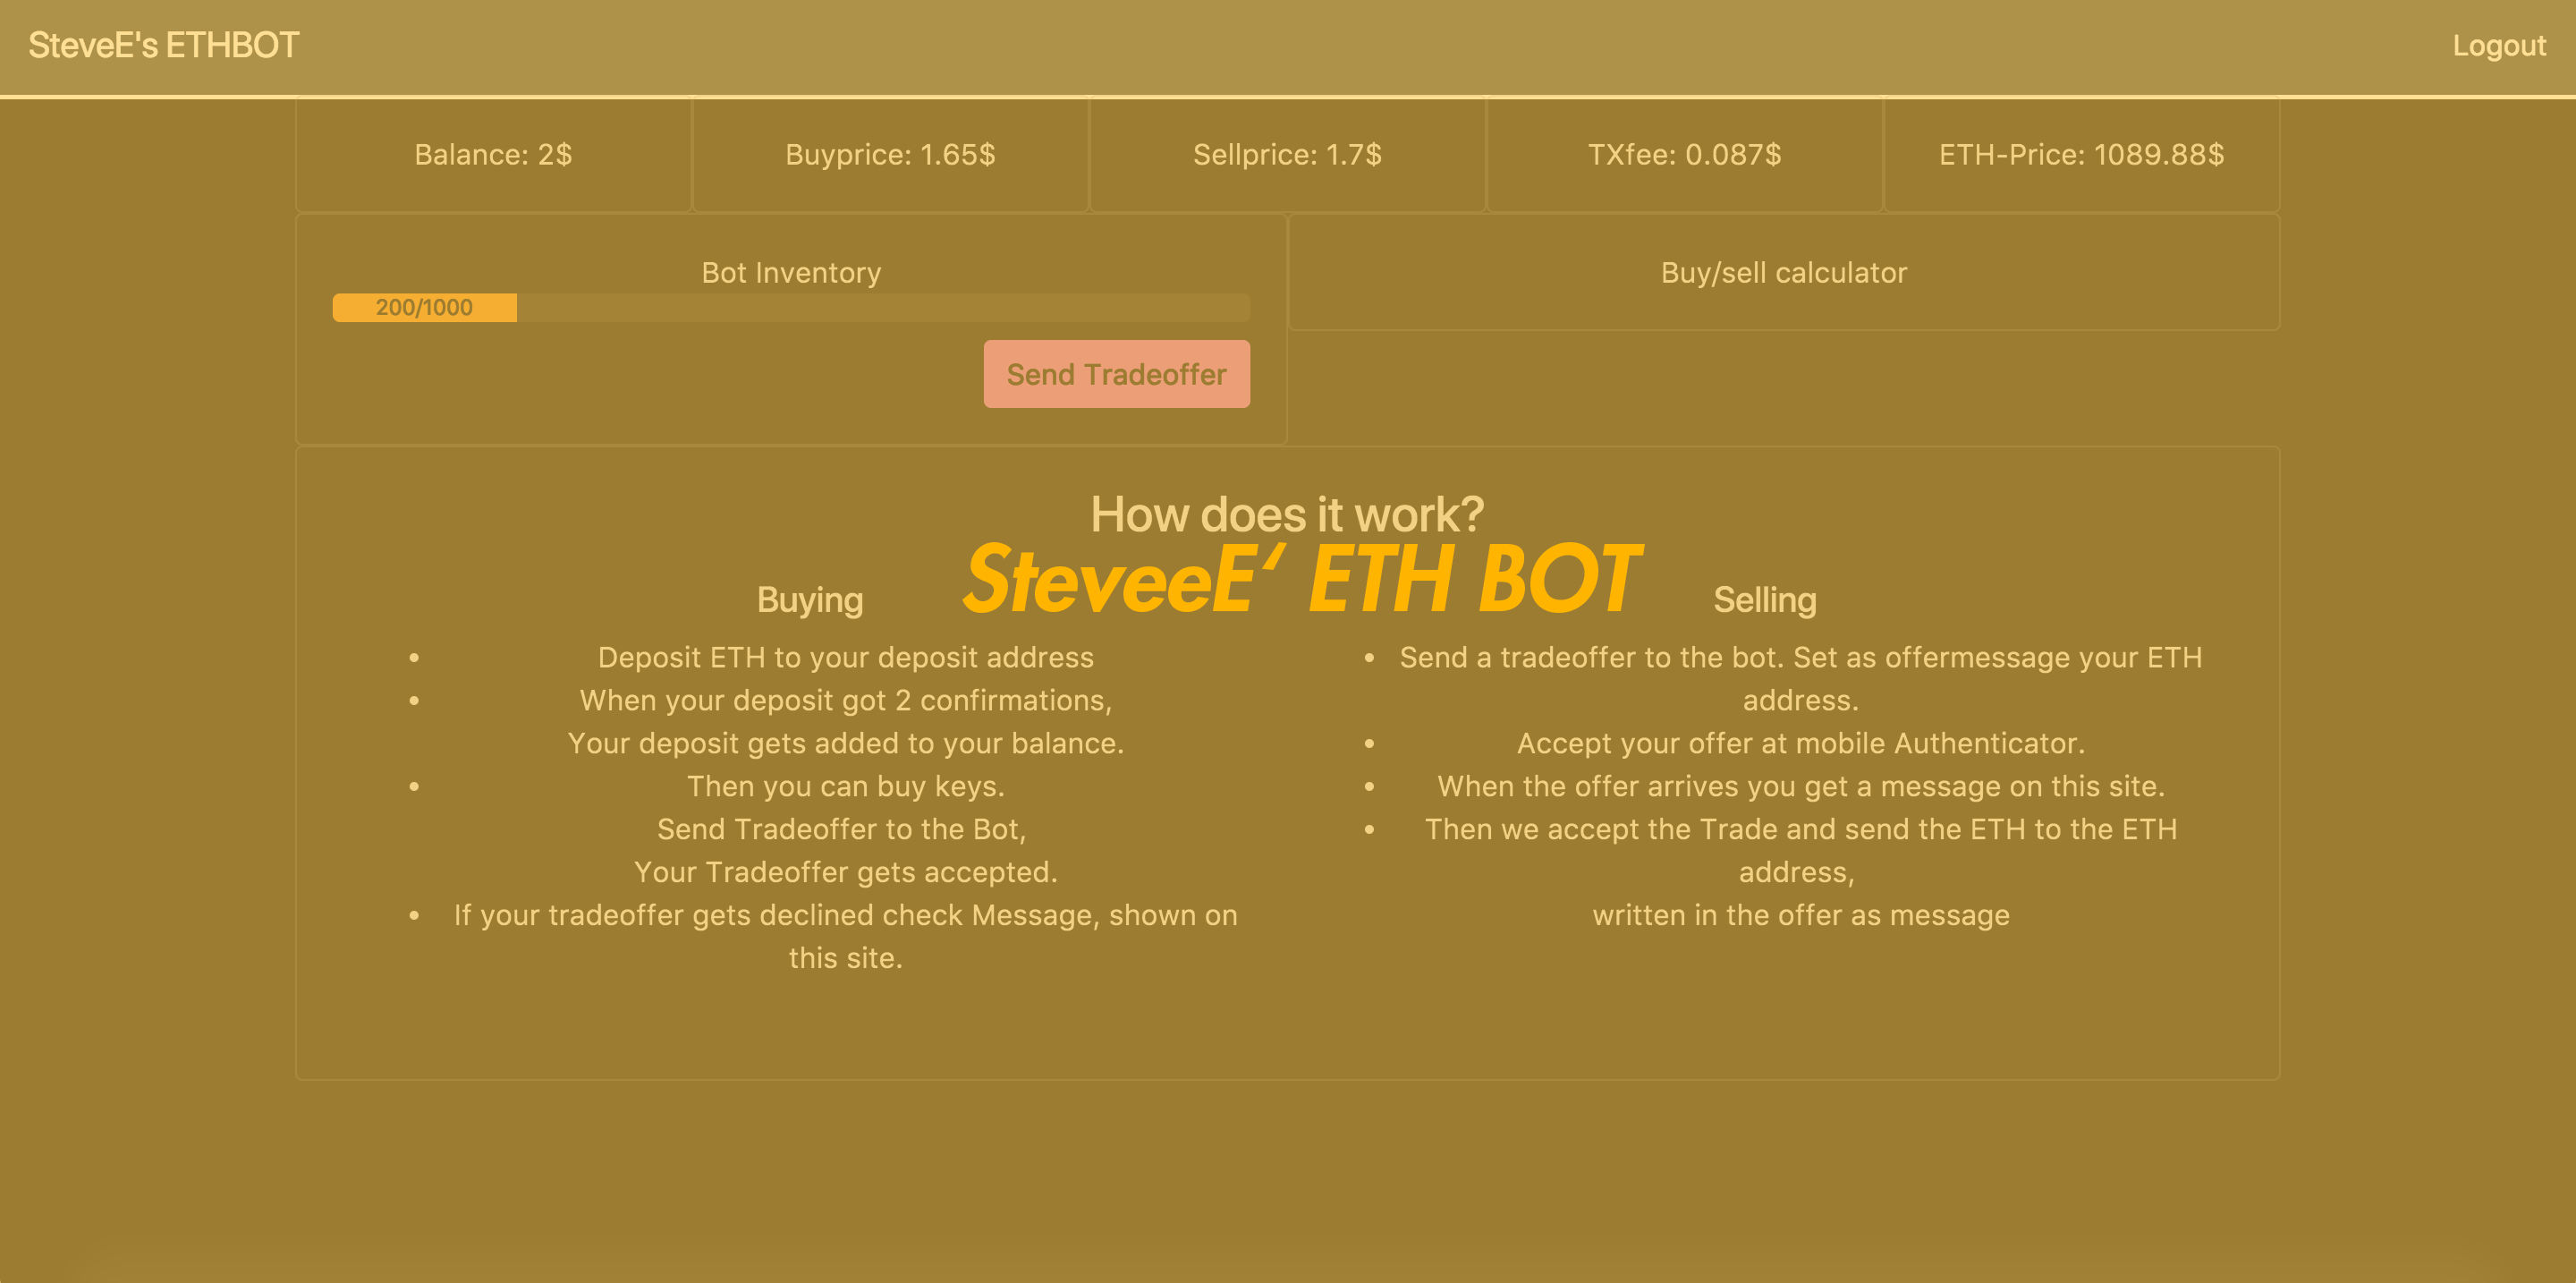 SteveE's ETHBOT
Logout
Balance: 2$
Buyprice: 1.65$
Sellprice: 1.7$
TXfee: 0.087$
ETH-Price: 1089.88$
Bot Inventory
200/1000
Send Tradeoffer
Buy/sell calculator
How does it work?
SteveeE’ ETH BOT
Buying
• Deposit ETH to your deposit address
• When your deposit got 2 confirmations,
Your deposit gets added to your balance.
• Then you can buy keys.
Send Tradeoffer to the Bot,
Your Tradeoffer gets accepted.
• If your tradeoffer gets declined check Message, shown on
this site.
Selling
• Send a tradeoffer to the bot. Set as offermessage your ETH
address.
• Accept your offer at mobile Authenticator.
• When the offer arrives you get a message on this site.
• Then we accept the Trade and send the ETH to the ETH
address,
written in the offer as message